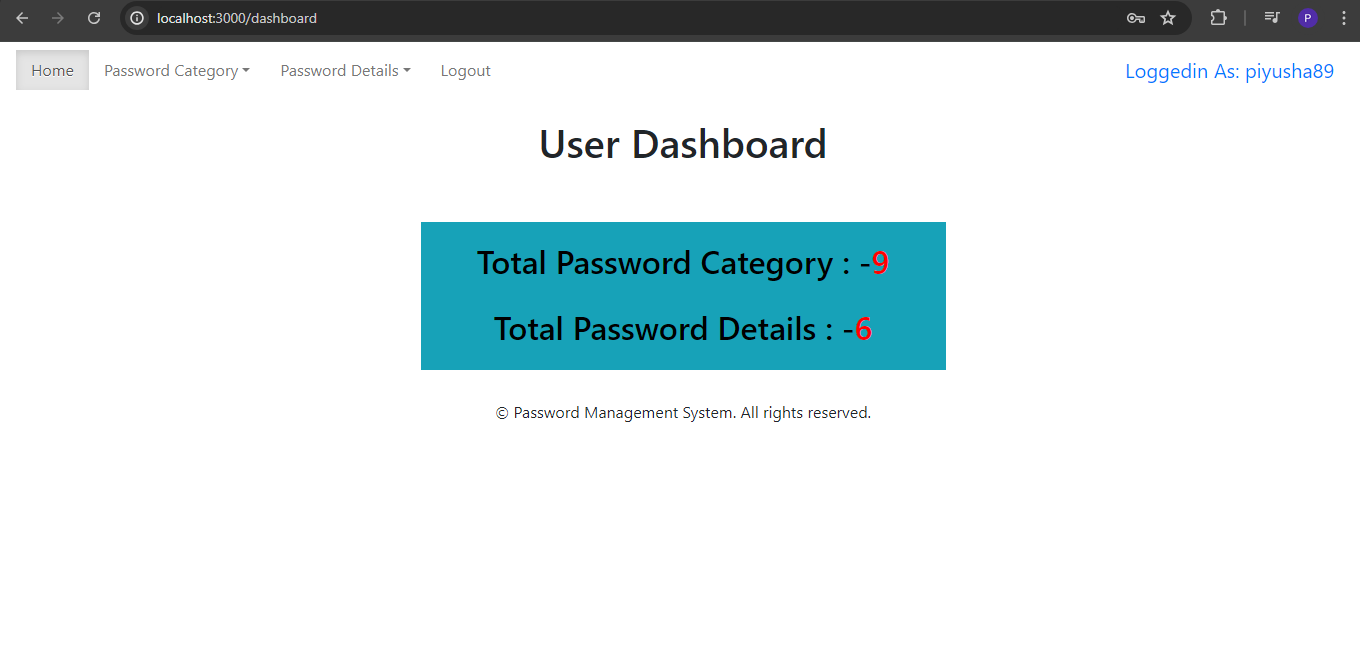 localhost:3000/dashboard
P
Home Password Category Password Details Logout Loggedin As: piyusha89
User Dashboard
Total Password Category : -9
Total Password Details : -6
© Password Management System. All rights reserved.